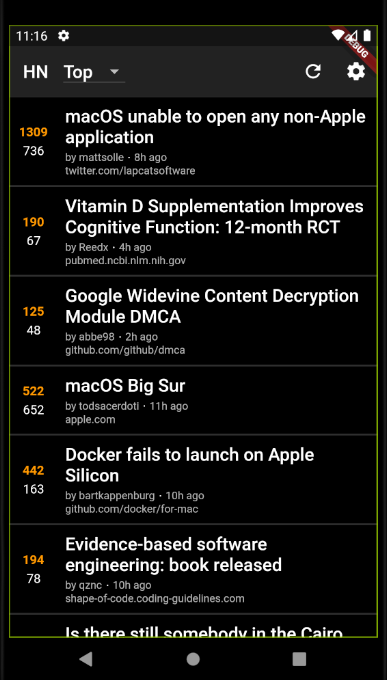 11:16
DEBUG
HN Top
macOS unable to open any non-Apple
application
1309
736
by mattsolle · 8h ago
twitter.com/lapcatsoftware
Vitamin D Supplementation Improves
Cognitive Function: 12-month RCT
190
67
by Reedx · 4h ago
pubmed.ncbi.nlm.nih.gov
Google Widevine Content Decryption
Module DMCA
125
48
by abbe98 · 2h ago
github.com/github/dmca
macOS Big Sur
522
652
by todsacerdoti · 11h ago
apple.com
Docker fails to launch on Apple
Silicon
442
163
by bartkappenburg · 10h ago
github.com/docker/for-mac
Evidence-based software
engineering: book released
194
78
by qznc · 10h ago
shape-of-code.coding-guidelines.com
Is there still somebody in the Cairo